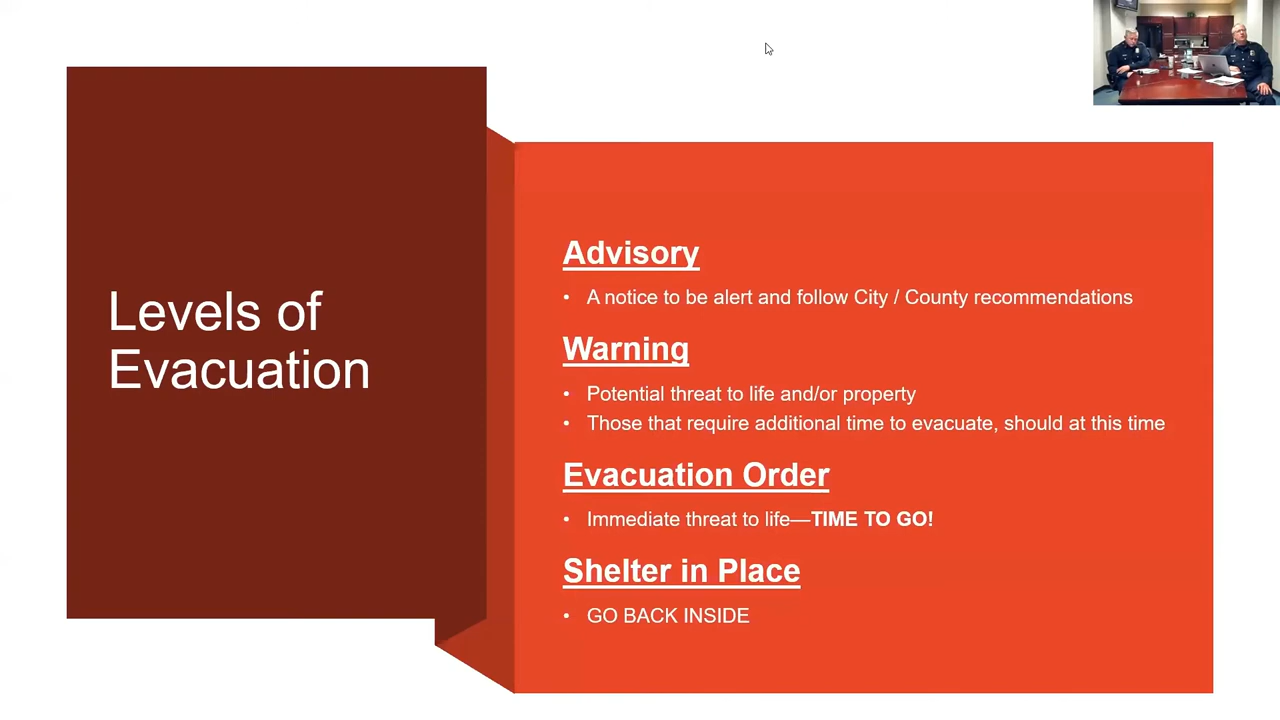 Levels of
Evacuation
Advisory
• A notice to be alert and follow City / County recommendations
Warning
• Potential threat to life and/or property
• Those that require additional time to evacuate, should at this time
Evacuation Order
• Immediate threat to life—TIME TO GO!
Shelter in Place
• GO BACK INSIDE